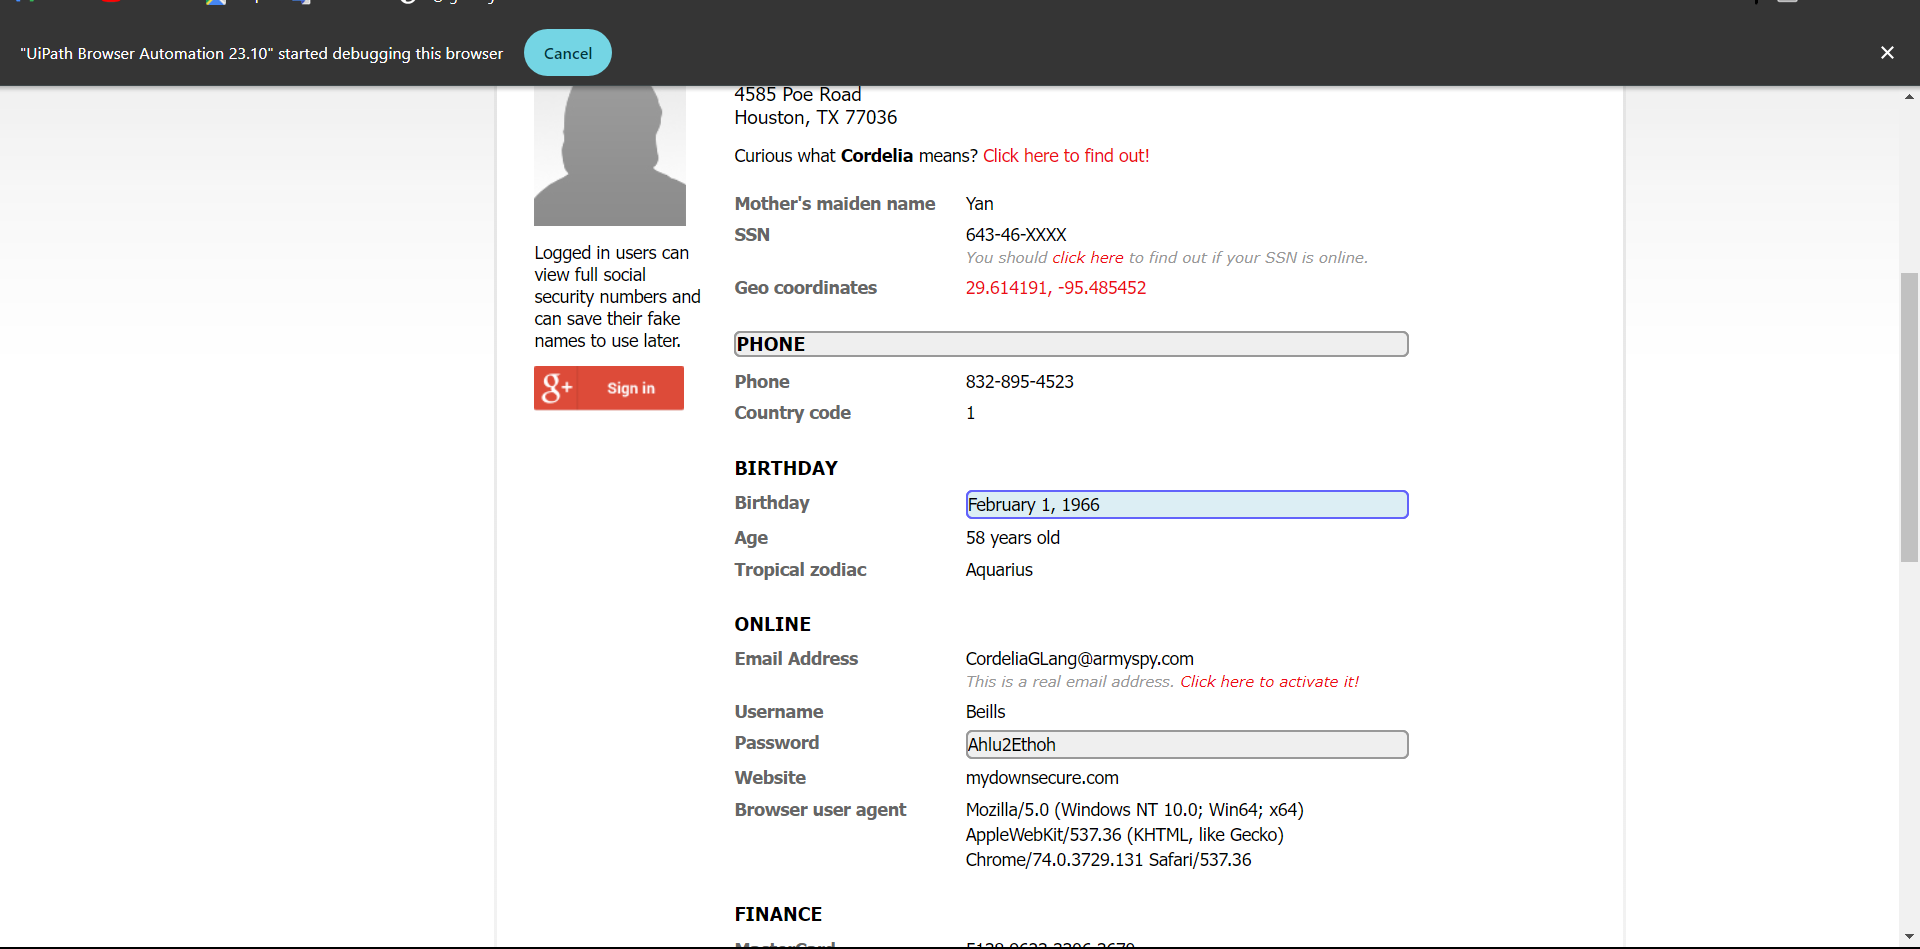 "UiPath Browser Automation 23.10" started debugging this browser
Cancel
4585 Poe Road
Houston, TX 77036
Curious what Cordelia means? Click here to find out!
Mother's maiden name Yan
SSN 643-46-XXXX
You should click here to find out if your SSN is online.
Geo coordinates 29.614191, -95.485452
Logged in users can
view full social
security numbers and
can save their fake
names to use later.
g+ Sign in
PHONE
Phone 832-895-4523
Country code 1
BIRTHDAY
Birthday February 1, 1966
Age 58 years old
Tropical zodiac Aquarius
ONLINE
Email Address CordeliaGLang@armyspy.com
This is a real email address. Click here to activate it!
Username Beills
Password Ahlu2Ethoh
Website mydownsecure.com
Browser user agent Mozilla/5.0 (Windows NT 10.0; Win64; x64)
AppleWebKit/537.36 (KHTML, like Gecko)
Chrome/74.0.3729.131 Safari/537.36
FINANCE
MasterCard